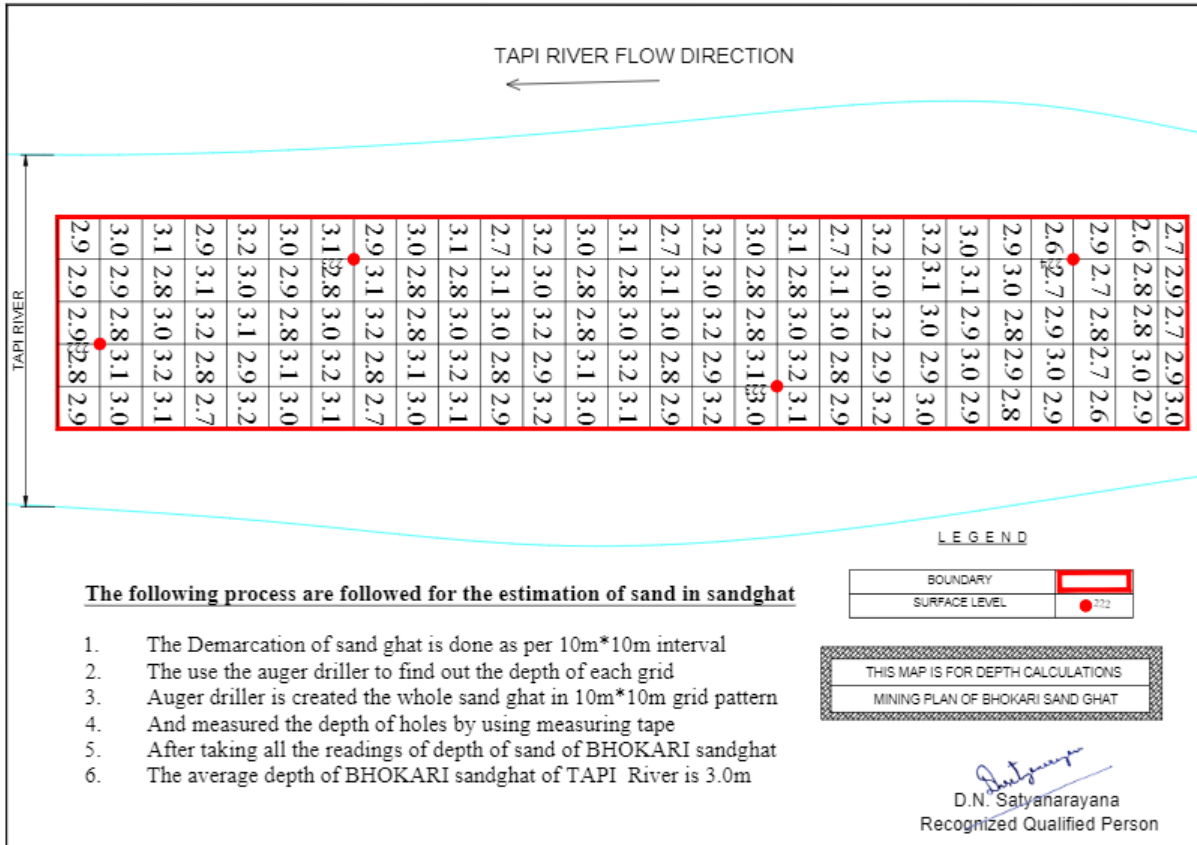 TAPI RIVER FLOW DIRECTION
TAPI RIVER
2.9 3.0 3.1 2.9 3.2 3.0 3.1 2.9 3.0 3.1 2.7 3.2 3.0 3.1 2.7 3.2 3.0 3.1 2.7 3.2 3.2 3.0 2.9 2.6 2.9 2.6 2.7
223 224
2.9 2.9 2.8 3.1 3.0 2.9 2.8 3.1 2.8 2.8 3.1 3.0 2.8 2.8 3.1 3.0 2.8 2.8 3.1 3.0 3.1 3.1 3.0 2.7 2.7 2.8 2.9
2.9 2.8 3.0 3.2 3.1 2.8 3.0 3.2 2.8 3.1 3.0 3.0 2.8 3.0 3.0 3.2 3.1 3.0 3.0 3.2 3.0 2.9 2.8 2.9 2.8 2.8 2.7
222
2.8 3.1 3.2 2.8 2.9 3.1 3.2 2.8 3.0 3.2 2.8 2.9 3.1 3.2 2.8 2.9 3.1 3.2 2.8 2.9 2.9 3.0 2.9 3.0 2.7 3.0 2.9
223
2.9 3.0 3.1 2.7 3.2 3.0 3.1 2.7 3.0 3.1 2.9 3.2 3.0 3.1 2.9 3.2 3.0 3.1 2.9 3.2 3.0 2.9 2.8 2.9 2.6 2.9 3.0
The following process are followed for the estimation of sand in sandghat
1. The Demarcation of sand ghat is done as per 10m*10m interval
2. The use the auger driller to find out the depth of each grid
3. Auger driller is created the whole sand ghat in 10m*10m grid pattern
4. And measured the depth of holes by using measuring tape
5. After taking all the readings of depth of sand of BHOKARI sandghat
6. The average depth of BHOKARI sandghat of TAPI River is 3.0m
LEGEND
BOUNDARY
SURFACE LEVEL 222
THIS MAP IS FOR DEPTH CALCULATIONS
MINING PLAN OF BHOKARI SAND GHAT
D.N. Satyanarayana
Recognized Qualified Person